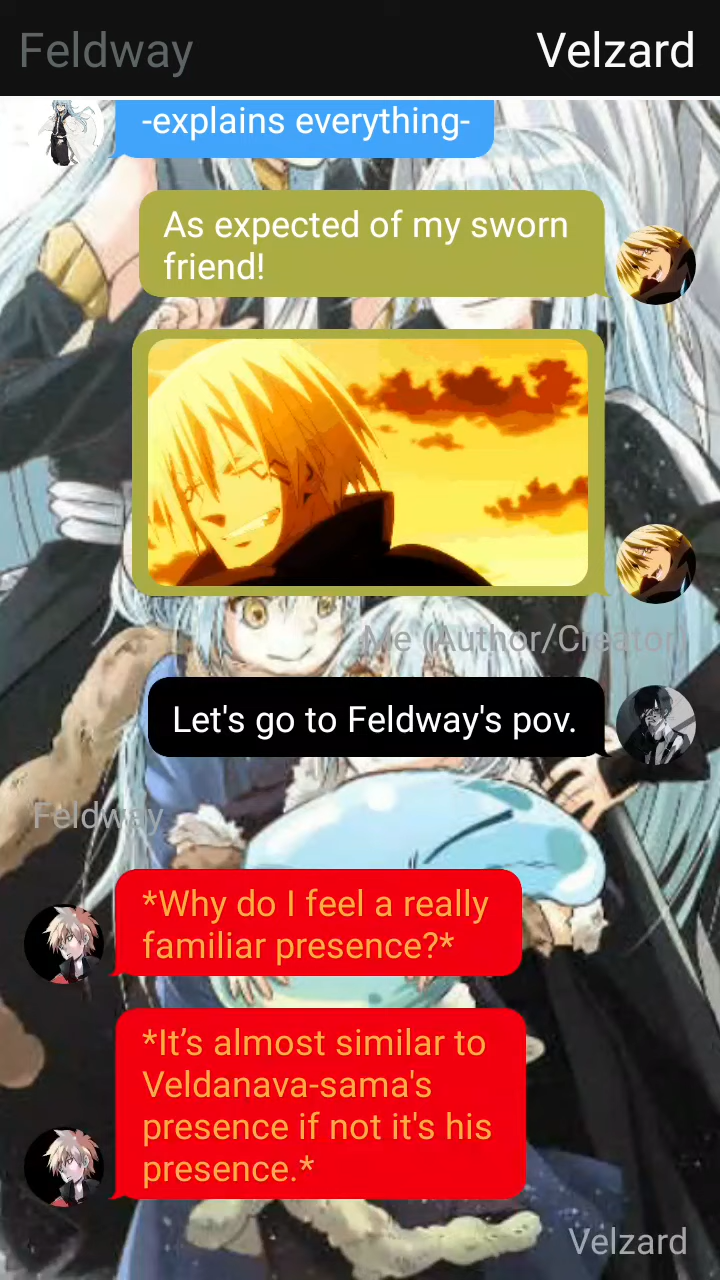 Feldway
Velzard
-explains everything-
As expected of my sworn
friend!
Me (Author/Creator)
Let's go to Feldway's pov.
Feldway
*Why do I feel a really
familiar presence?*
*It’s almost similar to
Veldanava-sama's
presence if not it's his
presence.*
Velzard